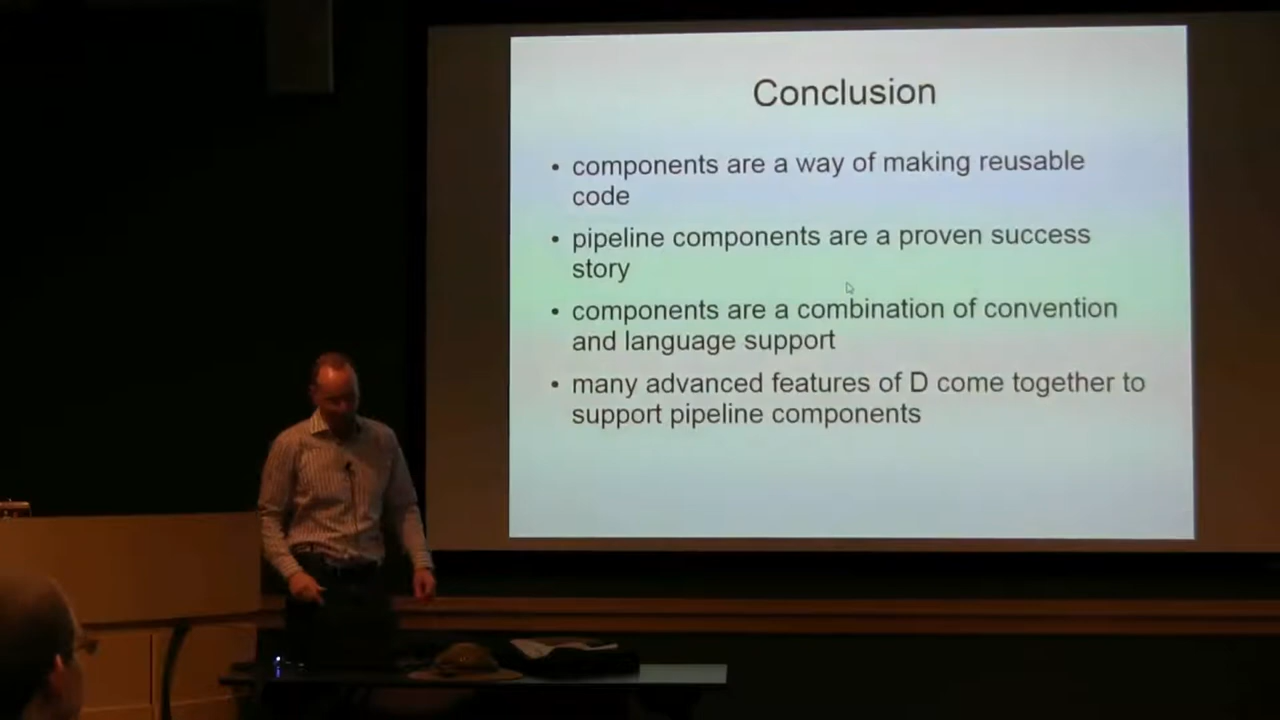 Conclusion
• components are a way of making reusable
code
• pipeline components are a proven success
story
• components are a combination of convention
and language support
• many advanced features of D come together to
support pipeline components